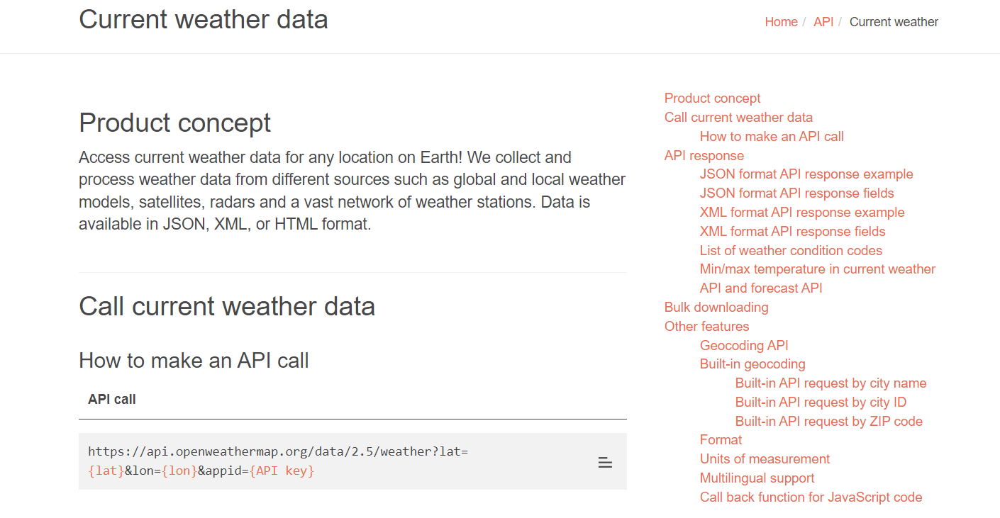 Current weather data
Home / API / Current weather
Product concept
Access current weather data for any location on Earth! We collect and
process weather data from different sources such as global and local weather
models, satellites, radars and a vast network of weather stations. Data is
available in JSON, XML, or HTML format.
Call current weather data
How to make an API call
API call
https://api.openweathermap.org/data/2.5/weather?lat=
{lat}&lon={lon}&appid={API key}
Product concept
Call current weather data
How to make an API call
API response
JSON format API response example
JSON format API response fields
XML format API response example
XML format API response fields
List of weather condition codes
Min/max temperature in current weather
API and forecast API
Bulk downloading
Other features
Geocoding API
Built-in geocoding
Built-in API request by city name
Built-in API request by city ID
Built-in API request by ZIP code
Format
Units of measurement
Multilingual support
Call back function for JavaScript code